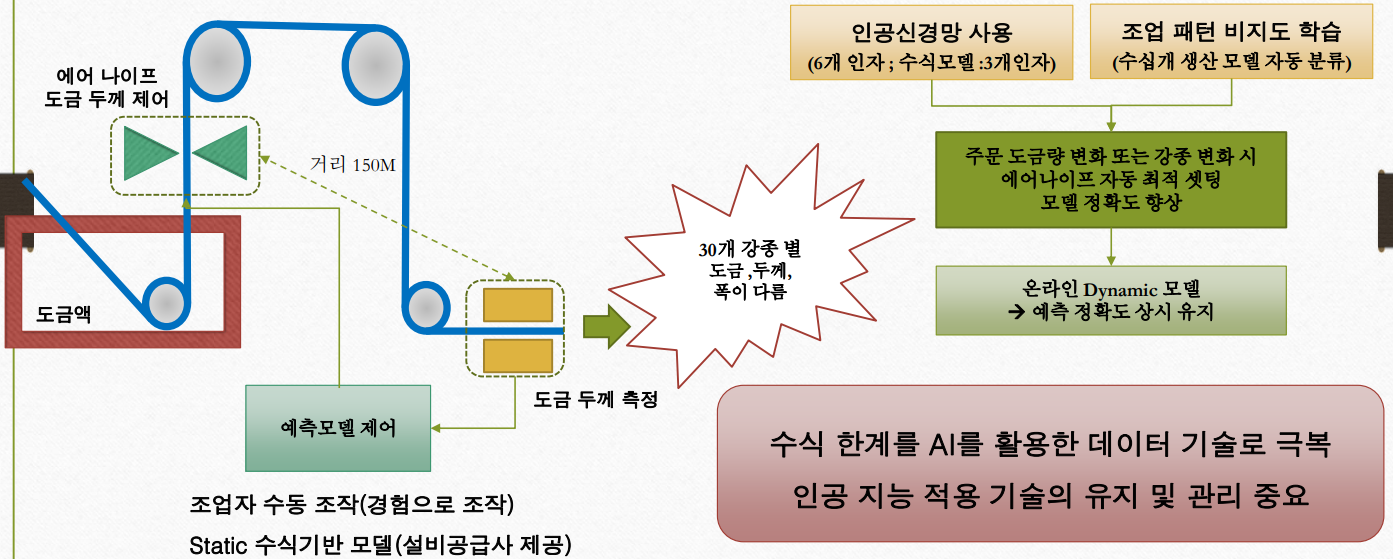 에어 나이프
도금 두께 제어
거리 150M
도금액
예측모델 제어
도금 두께 측정
조업자 수동 조작(경험으로 조작)
Static 수식기반 모델(설비공급사 제공)
30개 강종 별
도금 ,두께,
폭이 다름
인공신경망 사용
(6개 인자 ; 수식모델 :3개인자)
조업 패턴 비지도 학습
(수십개 생산 모델 자동 분류)
주문 도금량 변화 또는 강종 변화 시
에어나이프 자동 최적 셋팅
모델 정확도 향상
온라인 Dynamic 모델
→ 예측 정확도 상시 유지
수식 한계를 AI를 활용한 데이터 기술로 극복
인공 지능 적용 기술의 유지 및 관리 중요